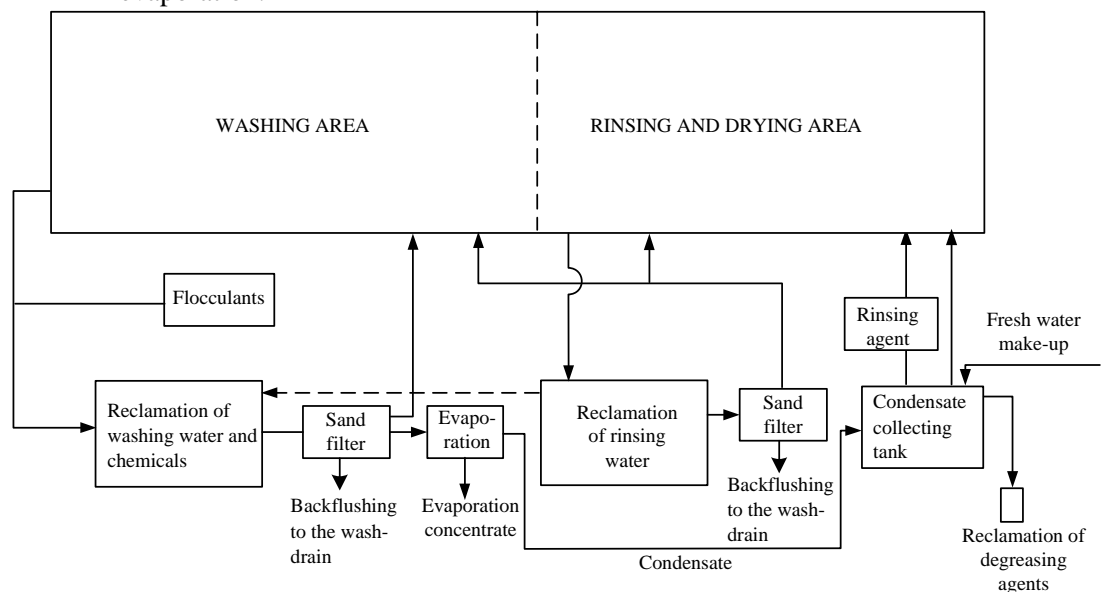 evaporation.
WASHING AREA
RINSING AND DRYING AREA
Flocculants
Rinsing
agent
Fresh water
make-up
Reclamation of
washing water and
chemicals
Sand
filter
Evapo-
ration
Reclamation
of rinsing
water
Sand
filter
Condensate
collecting
tank
Backflushing
to the wash-
drain
Evaporation
concentrate
Backflushing
to the wash-
drain
Condensate
Reclamation of
degreasing
agents